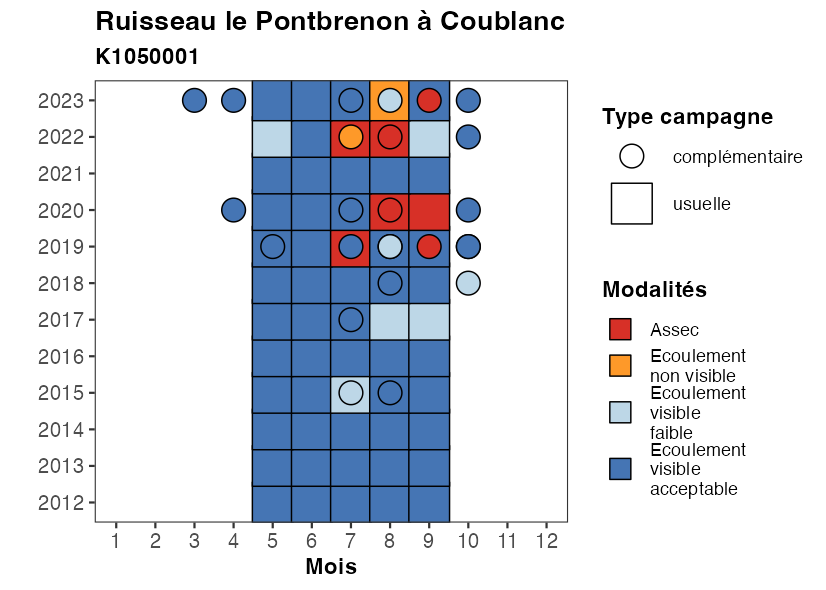 Ruisseau le Pontbrenon à Coublanc
K1050001
2023
2022
2021
2020
2019
2018
2017
2016
2015
2014
2013
2012
1 2 3 4 5 6 7 8 9 10 11 12
Mois
Type campagne
complémentaire
usuelle
Modalités
Assec
Ecoulement
non visible
Ecoulement
visible
faible
Ecoulement
visible
acceptable